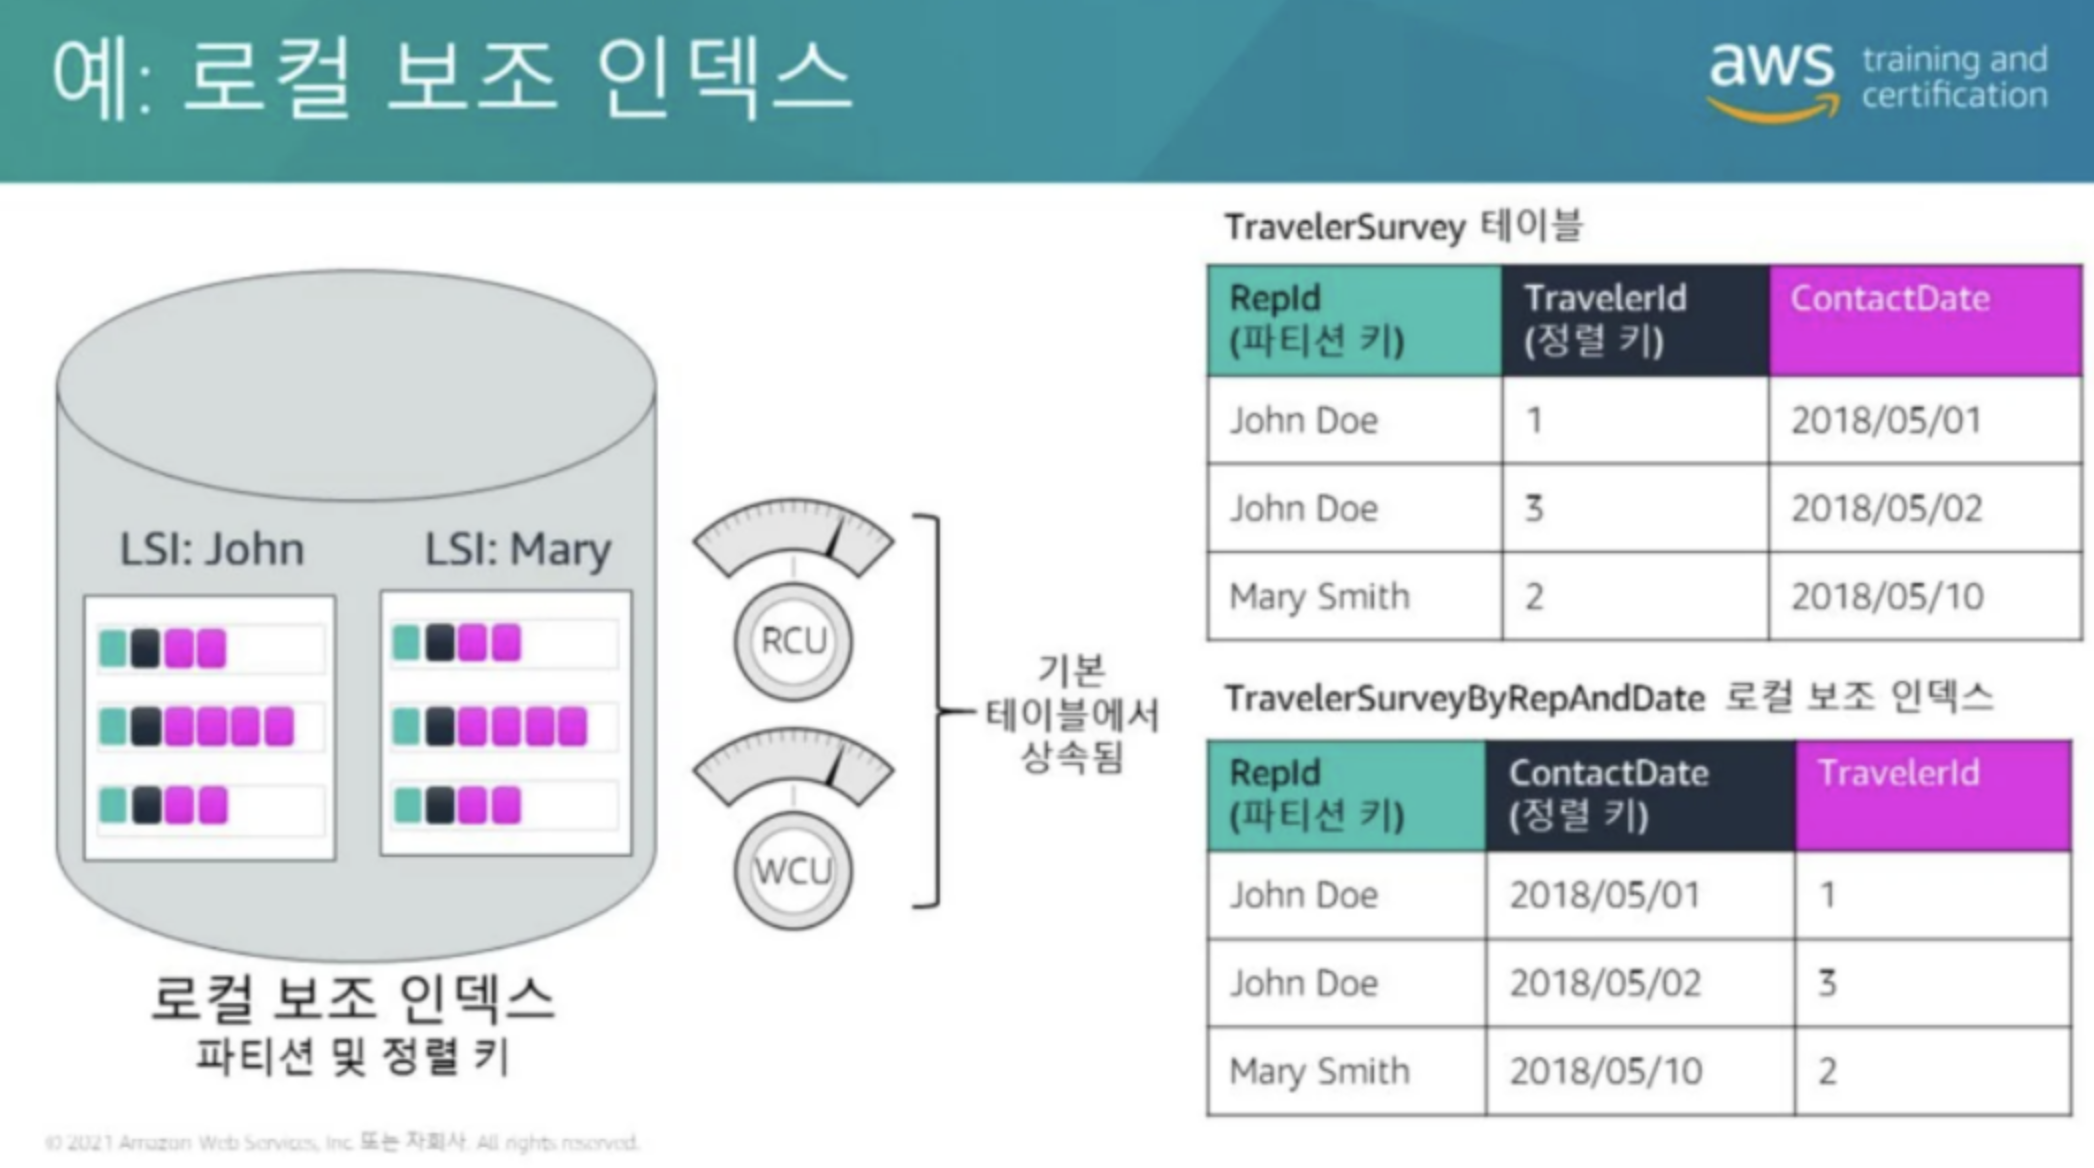 예: 로컬 보조 인덱스
aws training and
certification
LSI: John
LSI: Mary
RCU
WCU
기본
테이블에서
상속됨
로컬 보조 인덱스
파티션 및 정렬 키
TravelerSurvey 테이블
RepId TravelerId ContactDate
(파티션 키) (정렬 키)
John Doe 1 2018/05/01
John Doe 3 2018/05/02
Mary Smith 2 2018/05/10
TravelerSurveyByRepAndDate 로컬 보조 인덱스
RepId ContactDate TravelerId
(파티션 키) (정렬 키)
John Doe 2018/05/01 1
John Doe 2018/05/02 3
Mary Smith 2018/05/10 2
© 2021 Amazon Web Services, Inc. 또는 자회사. All rights reserved.